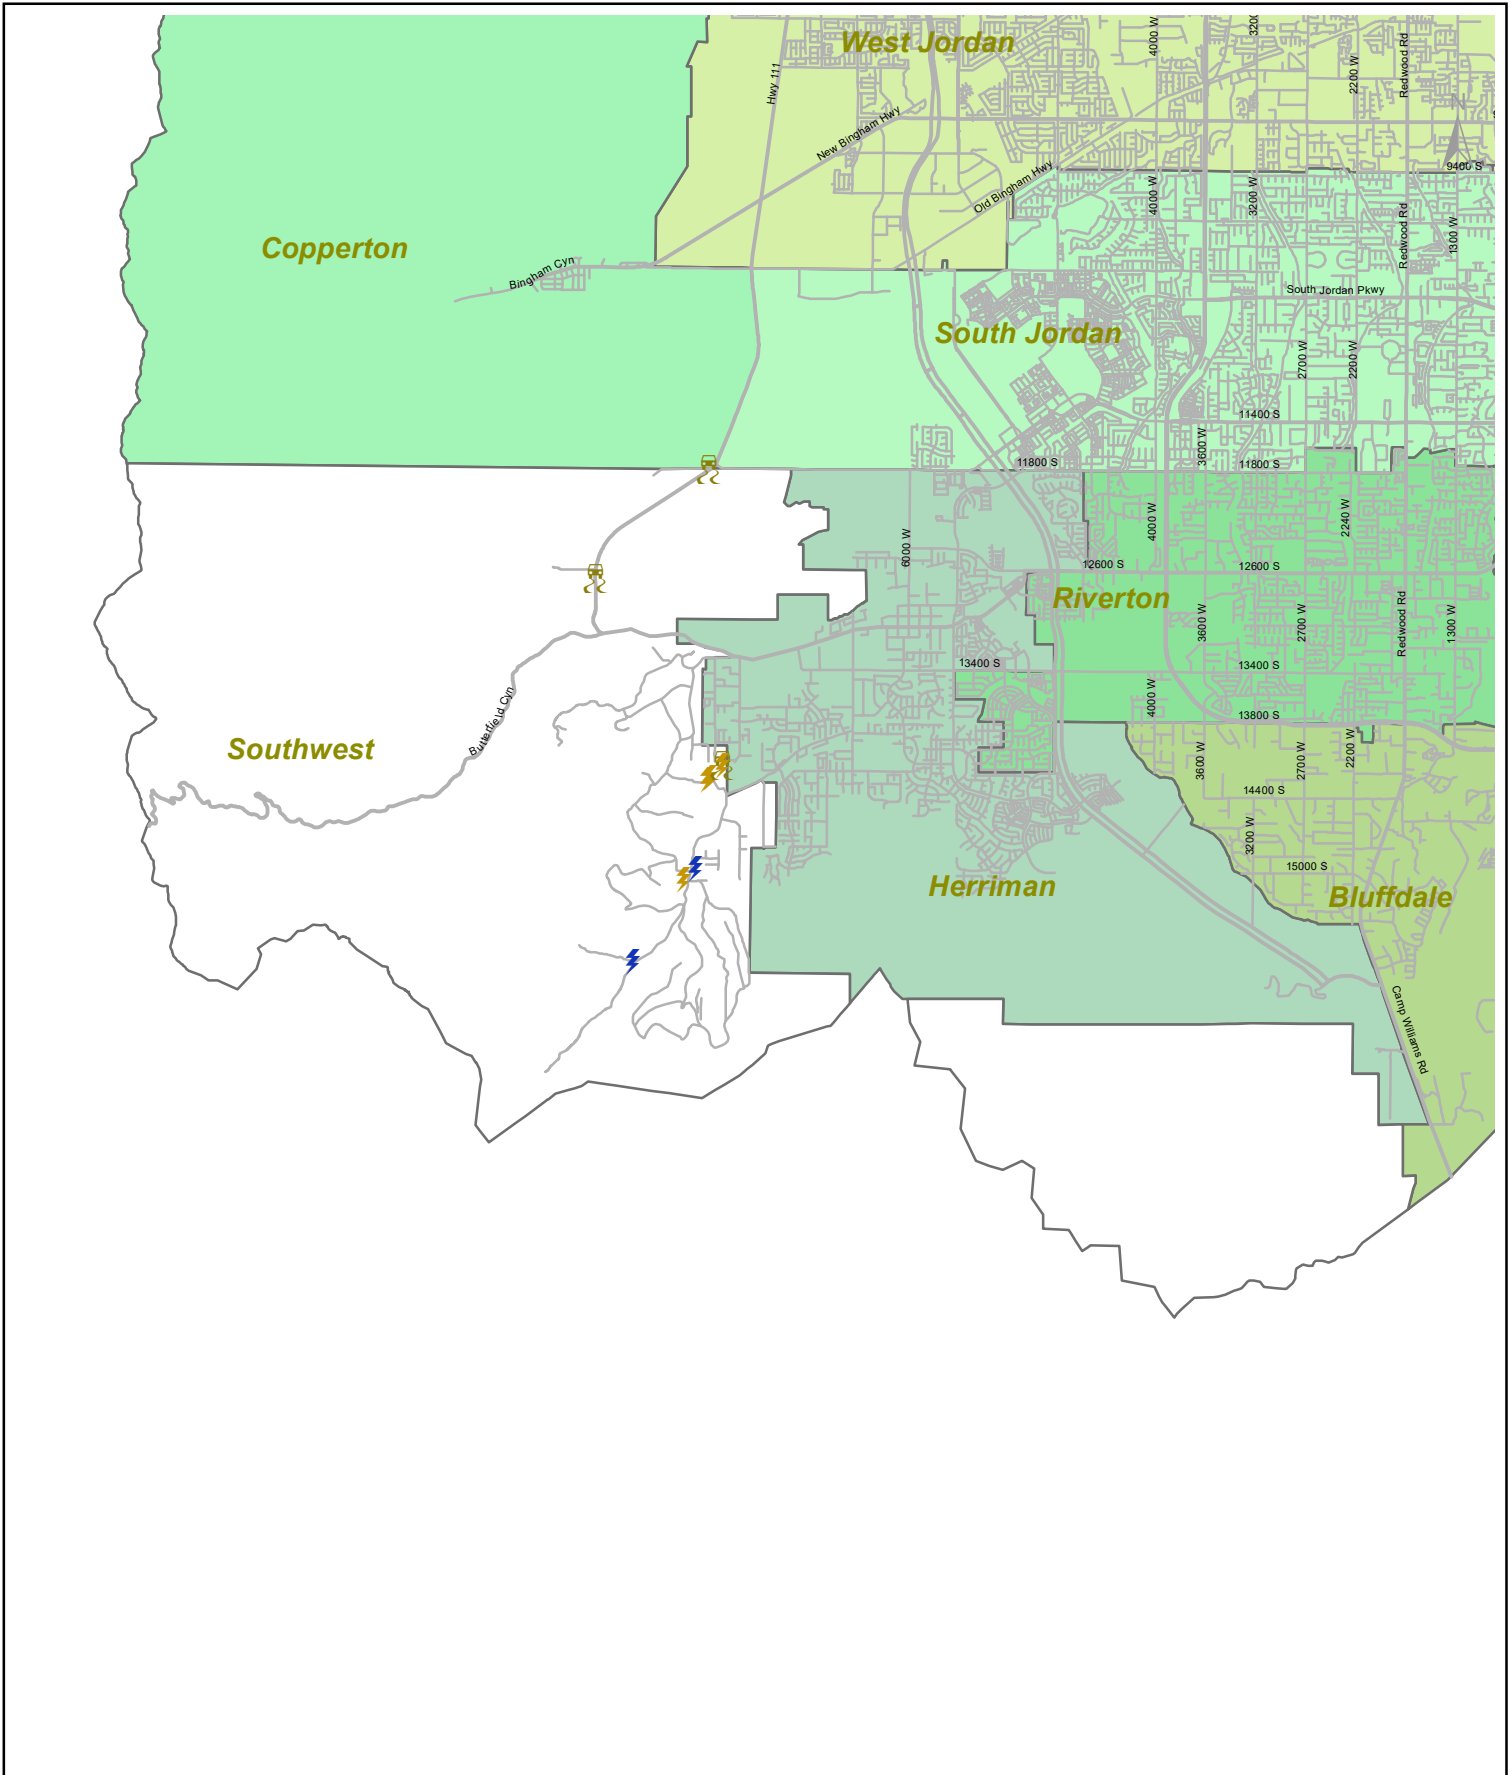 West Jordan
4000 W
3200
2200 W
Redwood Rd
Hwy 111
New Bingham Hwy
Old Bingham Hwy
9400 S
4000 W
3200 W
Redwood Rd
1300 W
Copperton
Bingham Cyn
South Jordan Pkwy
South Jordan
2700 W
2200 W
11400 S
3600 W
11800 S
11800 S
6000 W
4000 W
2240 W
12600 S
12600 S
Riverton
3600 W
2700 W
Redwood Rd
1300 W
13400 S
13400 S
4000 W
13800 S
Butterfield Cyn
Southwest
3600 W
2700 W
2200 W
14400 S
3200 W
15000 S
Herriman
Bluffdale
Camp Williams Rd